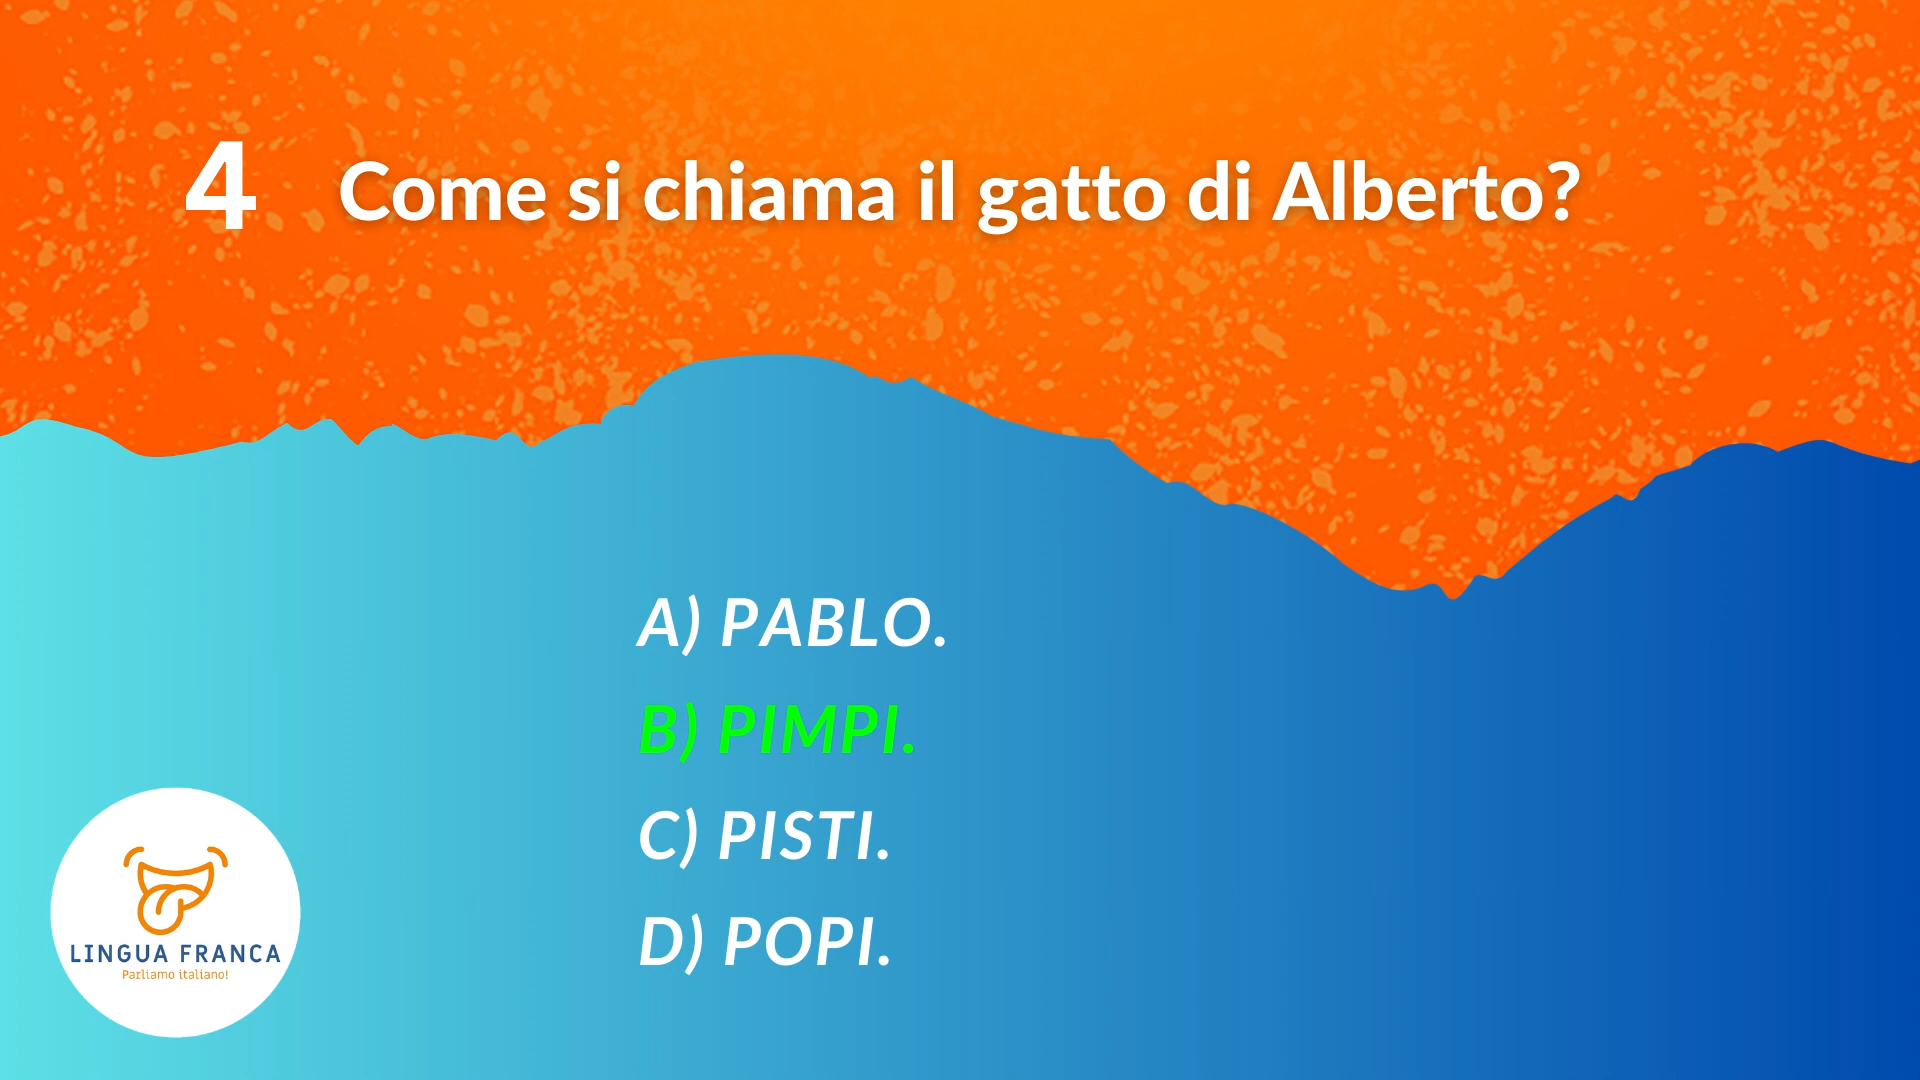 4 Come si chiama il gatto di Alberto?
A) PABLO.
B) PIMPI.
C) PISTI.
D) POPI.
LINGUA FRANCA
Parliamo italiano!